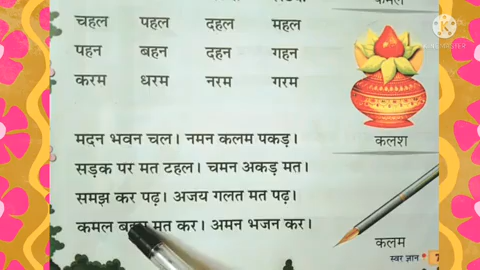 चहल पहल दहल महल
पहन बहन दहन गहन
करम धरम नरम गरम
कलश
मदन भवन चल। नमन कलम पकड़।
सड़क पर मत टहल। चमन अकड़ मत।
समझ कर पढ़। अजय गलत मत पढ़।
कमल बहस मत कर। अमन भजन कर।
कलम
स्वर ज्ञान 7